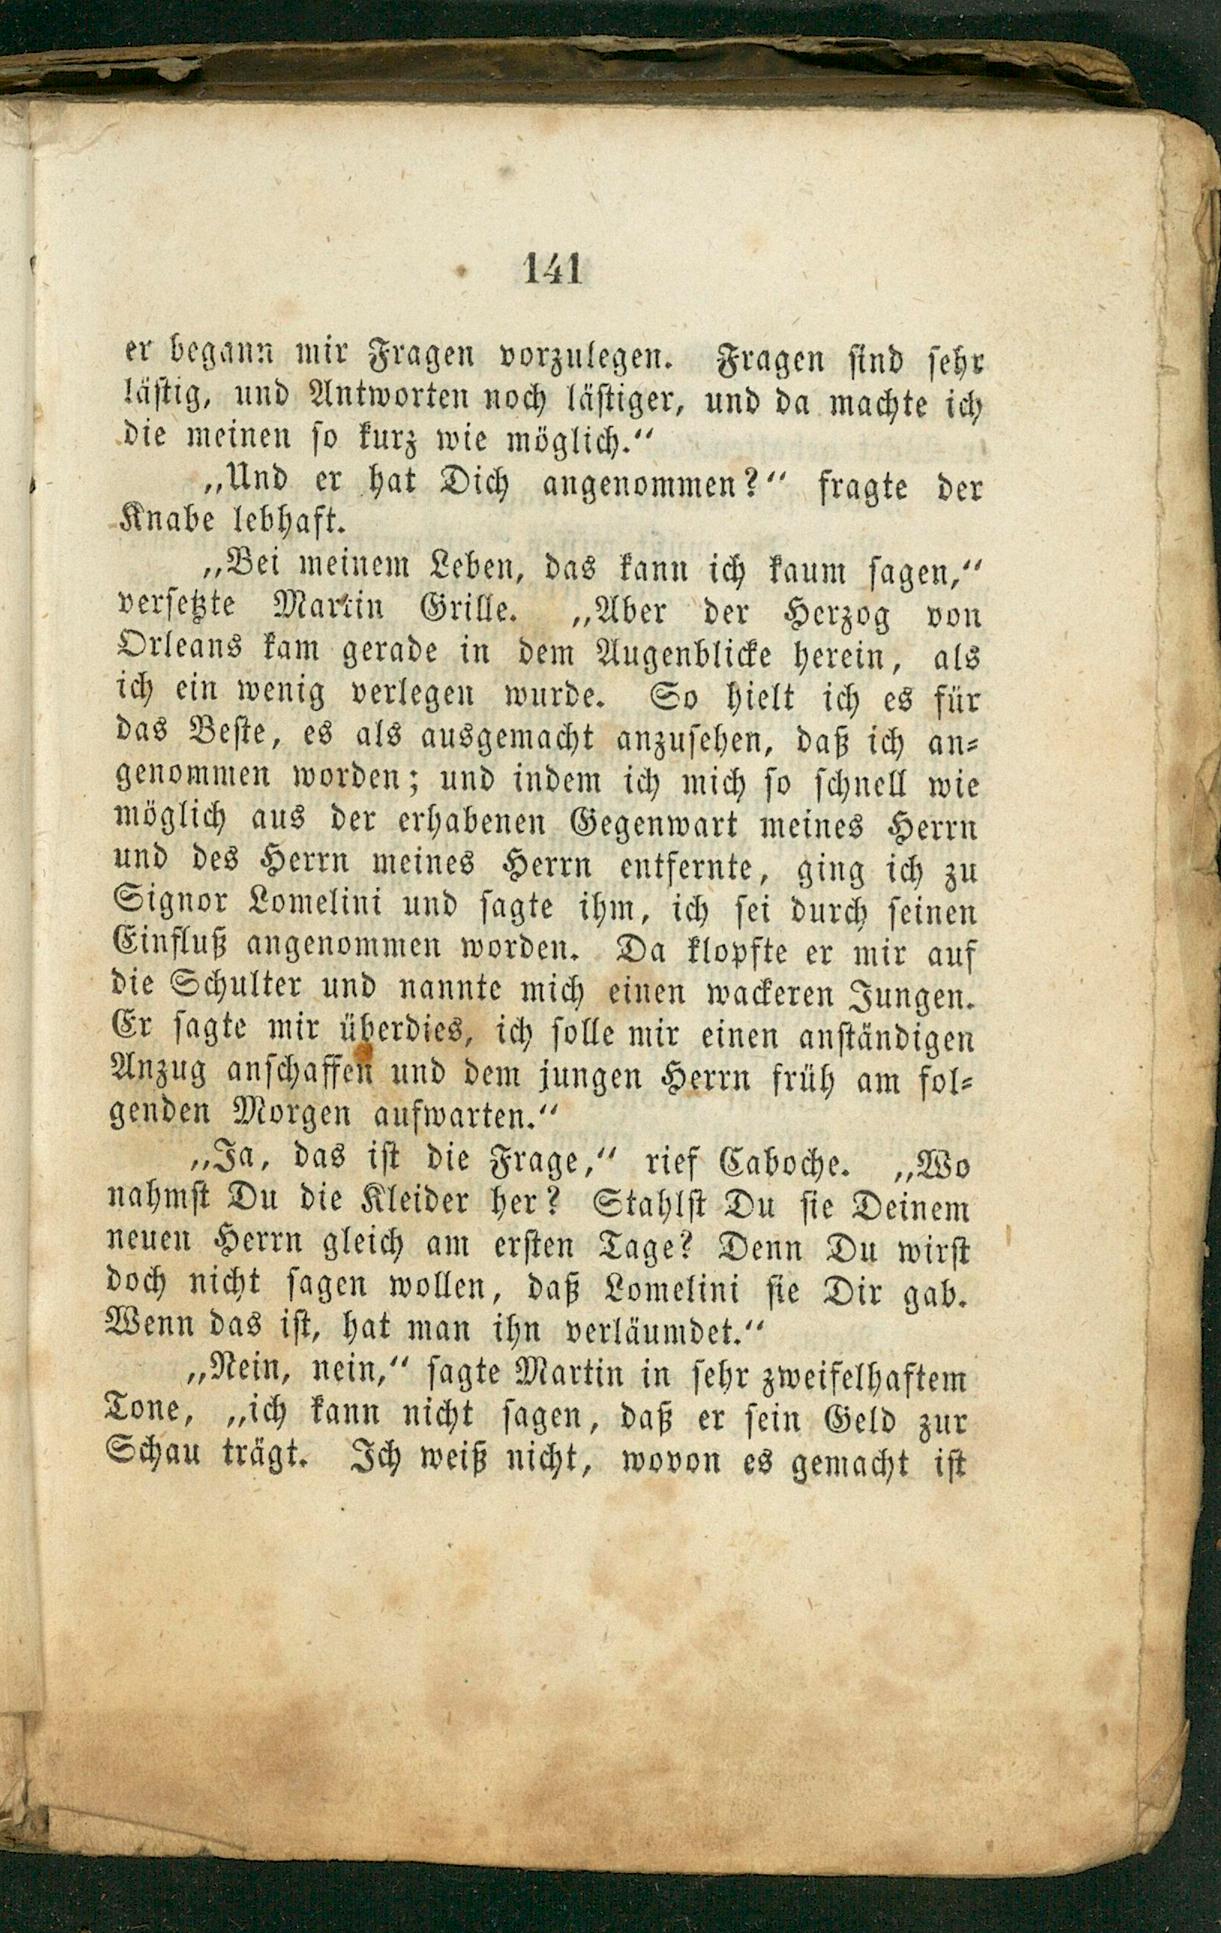 141
er begann mir Fragen vorzulegen. Fragen sind sehr
lästig, und Antworten noch lästiger, und da machte ich
die meinen so kurz wie möglich.“
„Und er hat Dich angenommen?“ fragte der
Knabe lebhaft.
„Bei meinem Leben, das kann ich kaum sagen,“
versetzte Martin Grille. „Aber der Herzog von
Orleans kam gerade in dem Augenblicke herein, als
ich ein wenig verlegen wurde. So hielt ich es für
das Beste, es als ausgemacht anzusehen, daß ich an-
genommen worden; und indem ich mich so schnell wie
möglich aus der erhabenen Gegenwart meines Herrn
und des Herrn meines Herrn entfernte, ging ich zu
Signor Lomelini und sagte ihm, ich sei durch seinen
Einfluß angenommen worden. Da klopfte er mir auf
die Schulter und nannte mich einen wackeren Jungen.
Er sagte mir überdies, ich solle mir einen anständigen
Anzug anschaffen und dem jungen Herrn früh am fol-
genden Morgen aufwarten.“
„Ja, das ist die Frage,“ rief Caboche. „Wo
nahmst Du die Kleider her? Stahlst Du sie Deinem
neuen Herrn gleich am ersten Tage? Denn Du wirst
doch nicht sagen wollen, daß Lomelini sie Dir gab.
Wenn das ist, hat man ihn verläumdet.“
„Nein, nein,“ sagte Martin in sehr zweifelhaftem
Tone, „ich kann nicht sagen, daß er sein Geld zur
Schau trägt. Ich weiß nicht, wovon es gemacht ist